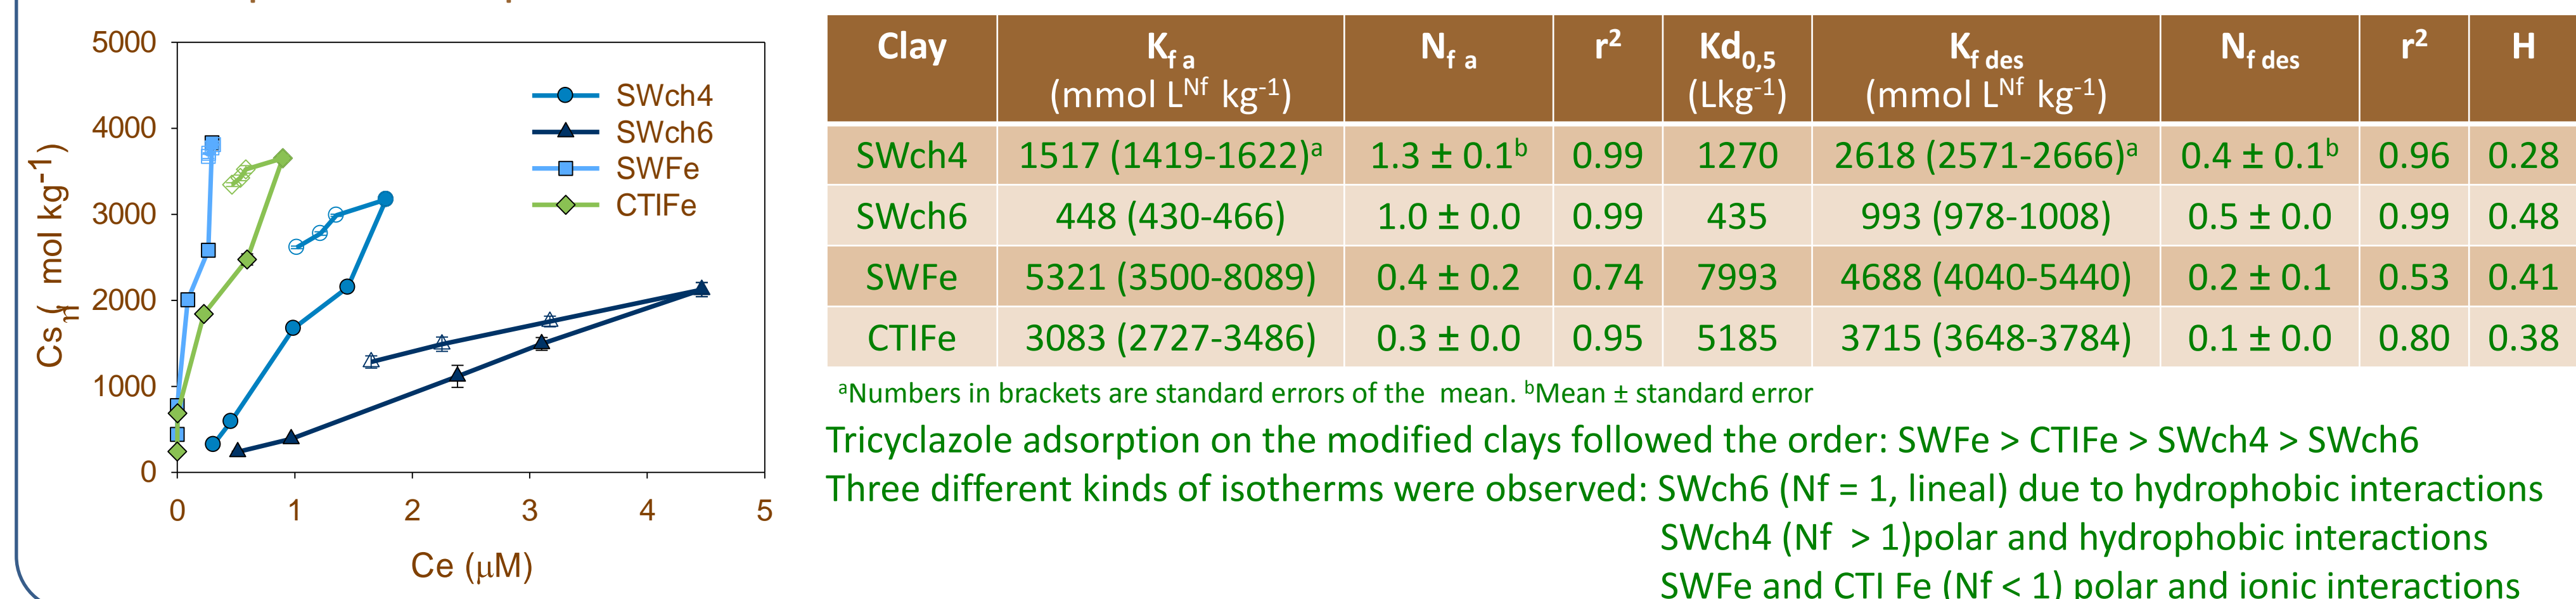 5000
4000
3000
2000
1000
0
0 1 2 3 4 5
Cs ( mol kg-1)
Ce (µM)
SWch4
SWch6
SWFe
CTIFe
Clay Kf a (mmol LNf kg-1) Nf a r2 Kd0,5 (Lkg-1) Kf des (mmol LNf kg-1) Nf des r2 H
SWch4 1517 (1419-1622)a 1.3 ± 0.1b 0.99 1270 2618 (2571-2666)a 0.4 ± 0.1b 0.96 0.28
SWch6 448 (430-466) 1.0 ± 0.0 0.99 435 993 (978-1008) 0.5 ± 0.0 0.99 0.48
SWFe 5321 (3500-8089) 0.4 ± 0.2 0.74 7993 4688 (4040-5440) 0.2 ± 0.1 0.53 0.41
CTIFe 3083 (2727-3486) 0.3 ± 0.0 0.95 5185 3715 (3648-3784) 0.1 ± 0.0 0.80 0.38
aNumbers in brackets are standard errors of the mean. bMean ± standard error
Tricyclazole adsorption on the modified clays followed the order: SWFe > CTIFe > SWch4 > SWch6
Three different kinds of isotherms were observed: SWch6 (Nf = 1, lineal) due to hydrophobic interactions
SWch4 (Nf > 1)polar and hydrophobic interactions
SWFe and CTI Fe (Nf < 1) polar and ionic interactions